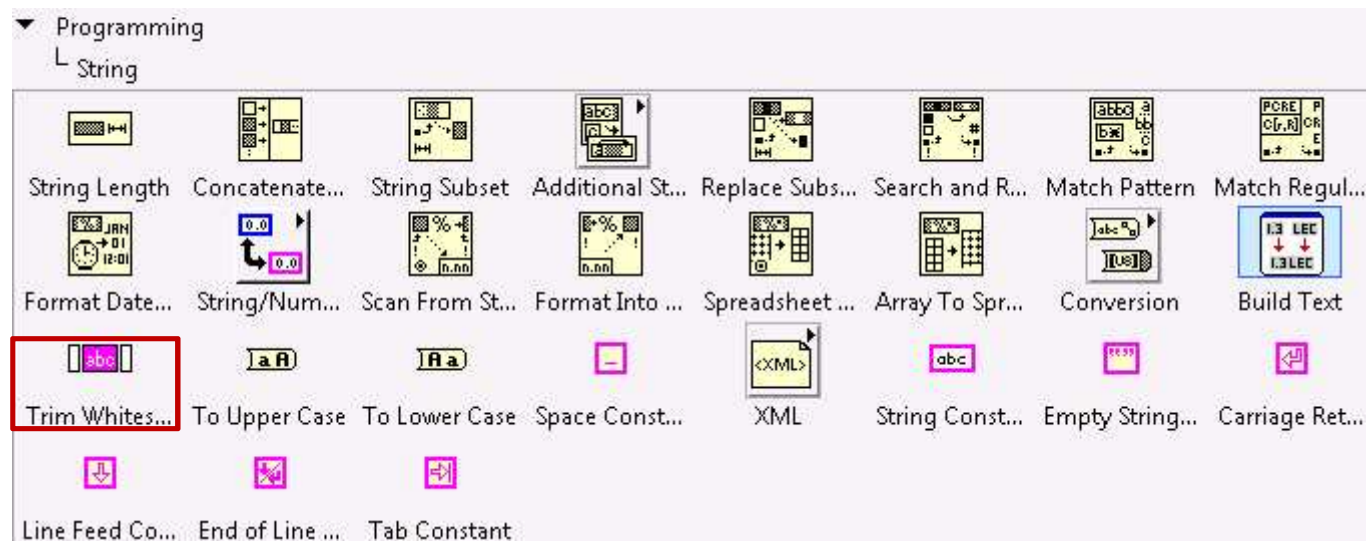 Programming
String
String Length Concatenate... String Subset Additional St... Replace Subs... Search and R... Match Pattern Match Regul...
Format Date... String/Num... Scan From St... Format Into ... Spreadsheet ... Array To Spr... Conversion Build Text
Trim Whites... To Upper Case To Lower Case Space Const... XML String Const... Empty String... Carriage Ret...
Line Feed Co... End of Line ... Tab Constant